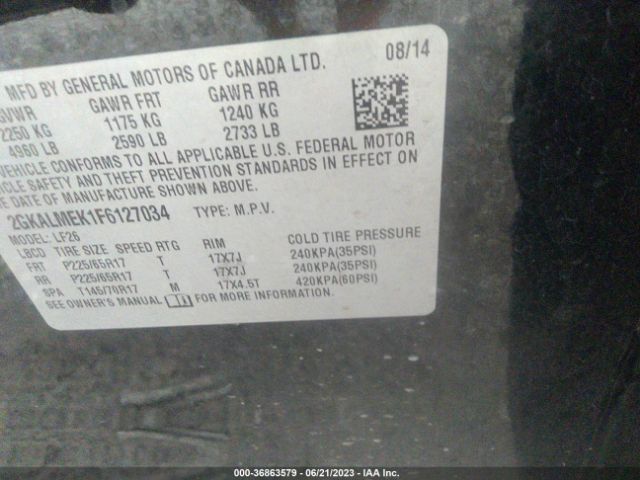 MFD BY GENERAL MOTORS OF CANADA LTD. 08/14
GVWR GAWR FRT GAWR RR
2250 KG 1175 KG 1240 KG
4960 LB 2590 LB 2733 LB
VEHICLE CONFORMS TO ALL APPLICABLE U.S. FEDERAL MOTOR
VEHICLE SAFETY AND THEFT PREVENTION STANDARDS IN EFFECT ON
THE DATE OF MANUFACTURE SHOWN ABOVE.
2GKALMEK1F6127034 TYPE: M.P.V.
MODEL: LF26
LBCD TIRE SIZE SPEED RTG RIM COLD TIRE PRESSURE
FRT P225/65R17 T 17X7J 240KPA(35PSI)
RR P225/65R17 T 17X7J 240KPA(35PSI)
SPA T145/70R17 M 17X4.5T 420KPA(60PSI)
SEE OWNER'S MANUAL FOR MORE INFORMATION.
000-36863579 - 06/21/2023 - IAA Inc.